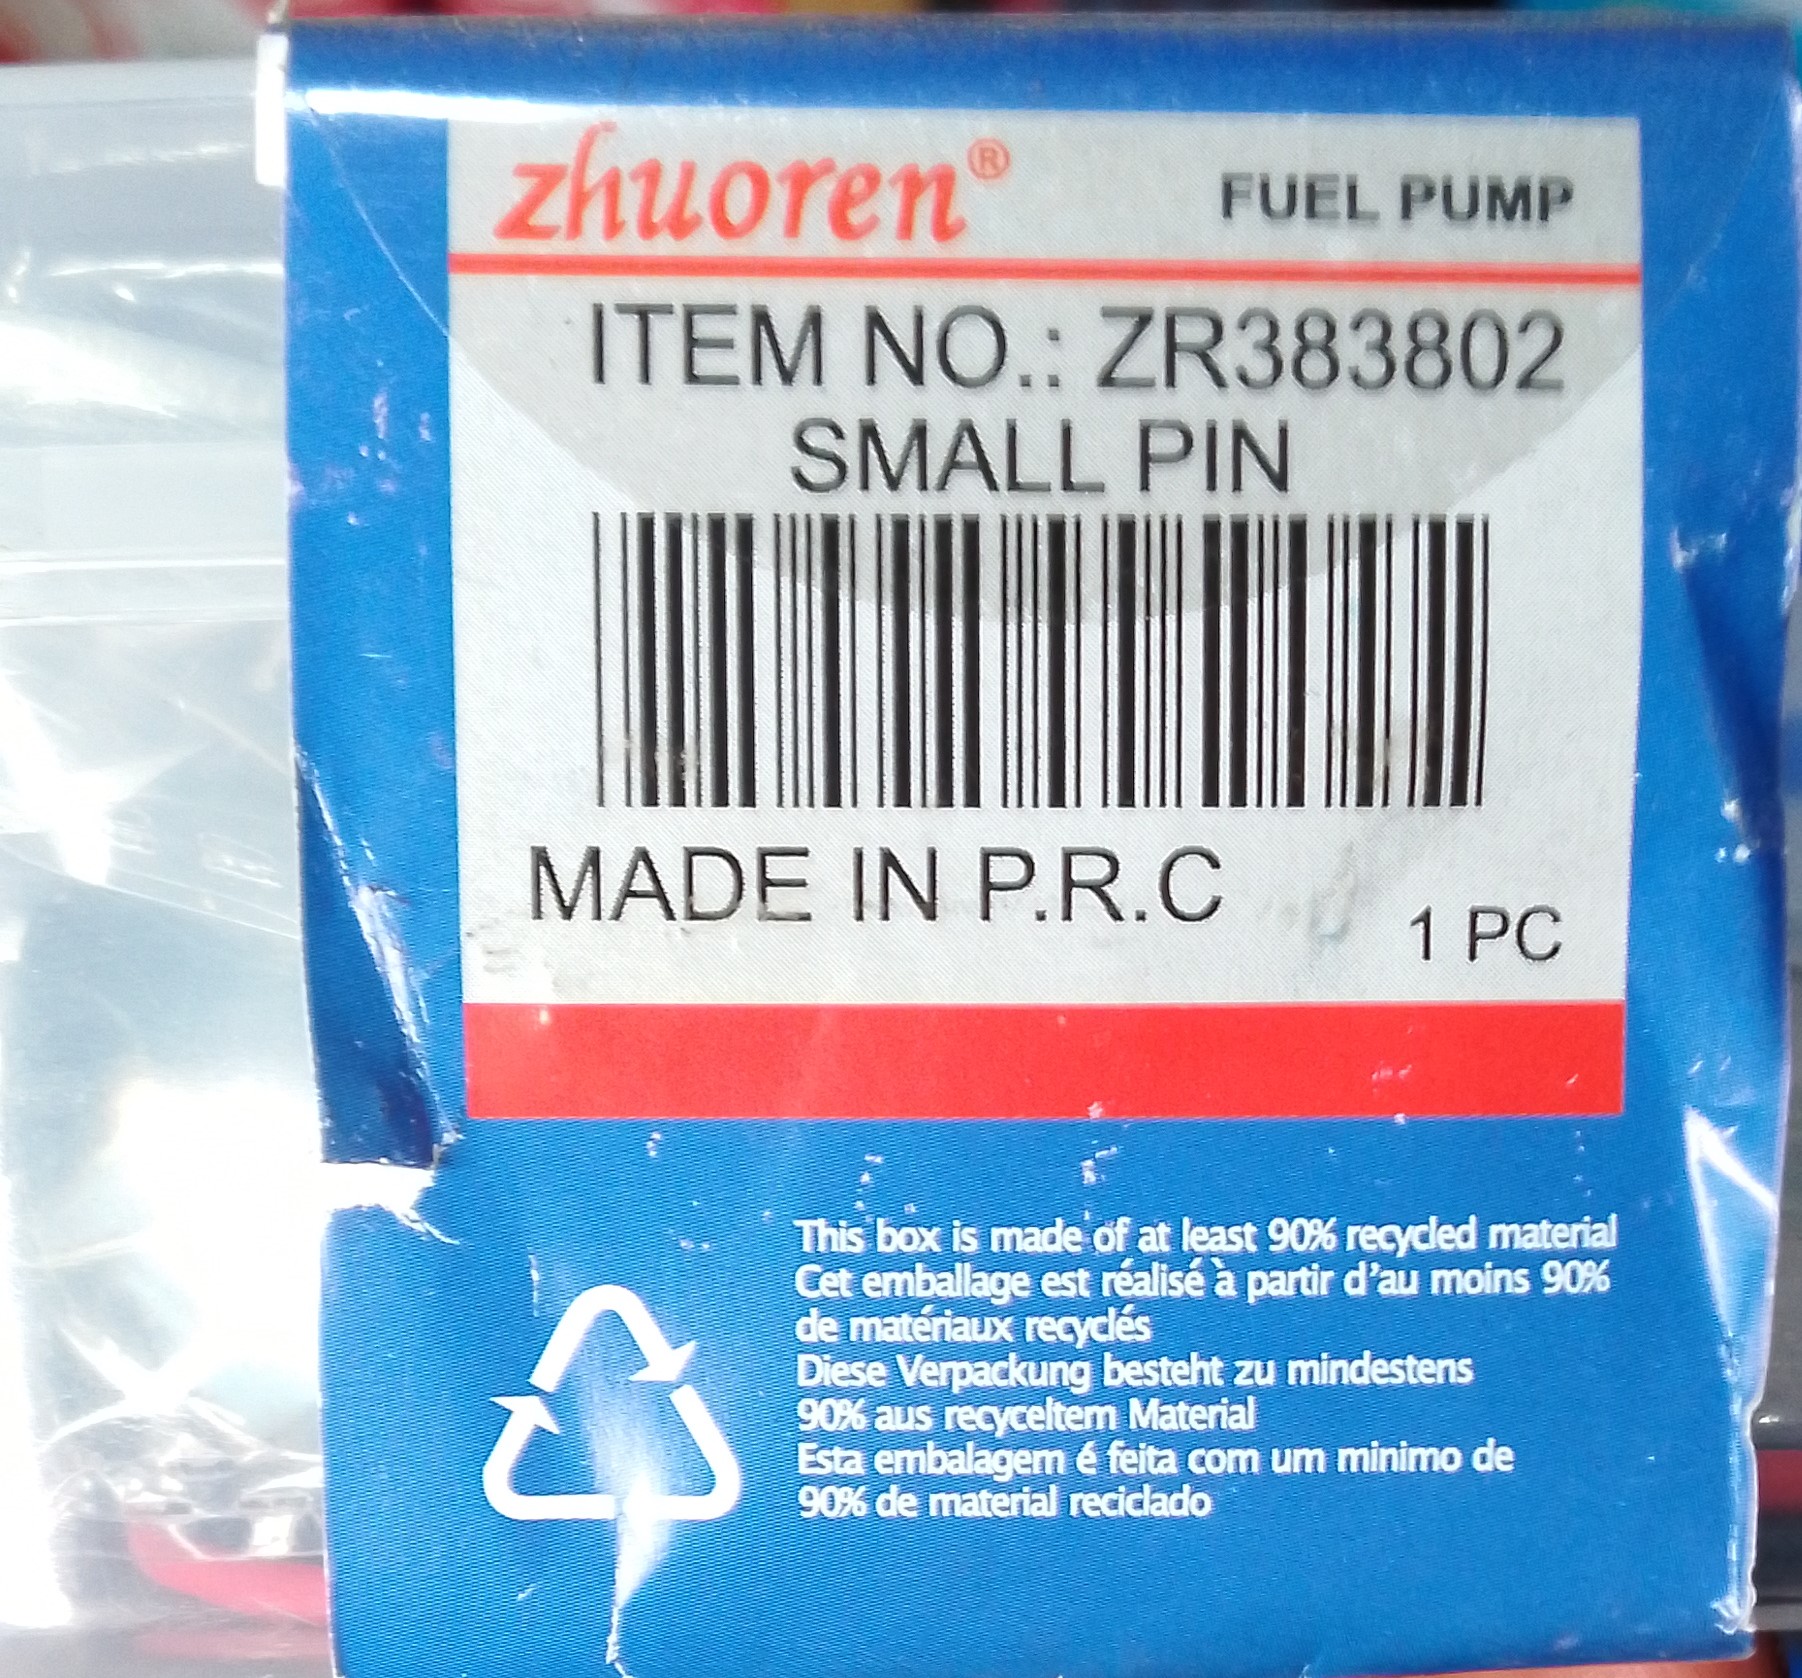 zhuoren®
FUEL PUMP
ITEM NO.: ZR383802
SMALL PIN
MADE IN P.R.C
1 PC
This box is made of at least 90% recycled material
Cet emballage est réalisé à partir d'au moins 90%
de matériaux recyclés
Diese Verpackung besteht zu mindestens
90% aus recyceltem Material
Esta embalagem é feita com um minimo de
90% de material reciclado